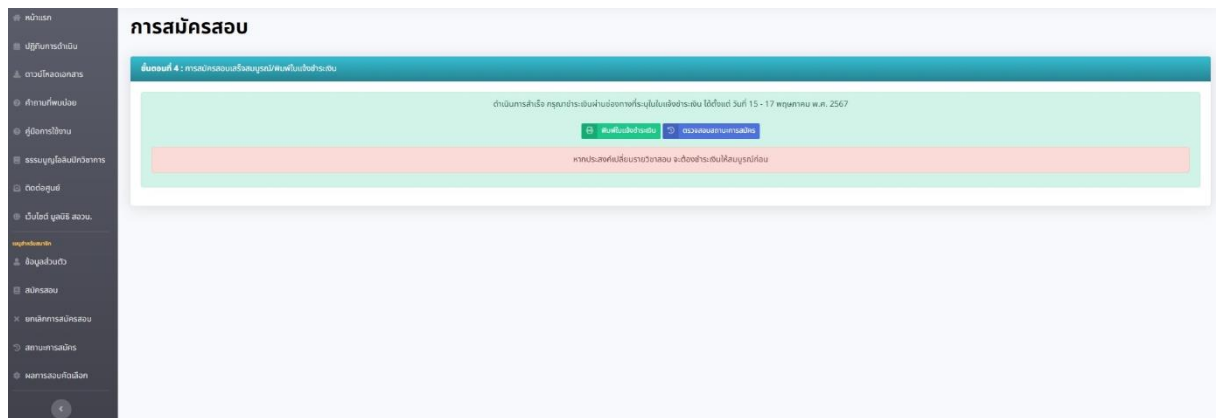 หน้าแรก
ปฏิทินการดำเนิน
ดาวน์โหลดเอกสาร
คำถามที่พบบ่อย
คู่มือการใช้งาน
ธรรมนูญโอลิมปิกวิชาการ
ติดต่อศูนย์
เว็บไซต์ มูลนิธิ สอวน.
เมนูสำหรับสมาชิก
ข้อมูลส่วนตัว
สมัครสอบ
ยกเลิกการสมัครสอบ
สถานะการสมัคร
ผลการสอบคัดเลือก
การสมัครสอบ
ขั้นตอนที่ 4 : การสมัครสอบเสร็จสมบูรณ์/พิมพ์ใบแจ้งชำระเงิน
ดำเนินการสำเร็จ กรุณาชำระเงินผ่านช่องทางที่ระบุในใบแจ้งชำระเงิน ได้ตั้งแต่ วันที่ 15 - 17 พฤษภาคม พ.ศ. 2567
พิมพ์ใบแจ้งชำระเงิน ตรวจสอบสถานะการสมัคร
หากประสงค์เปลี่ยนรายวิชาสอบ จะต้องชำระเงินให้สมบูรณ์ก่อน